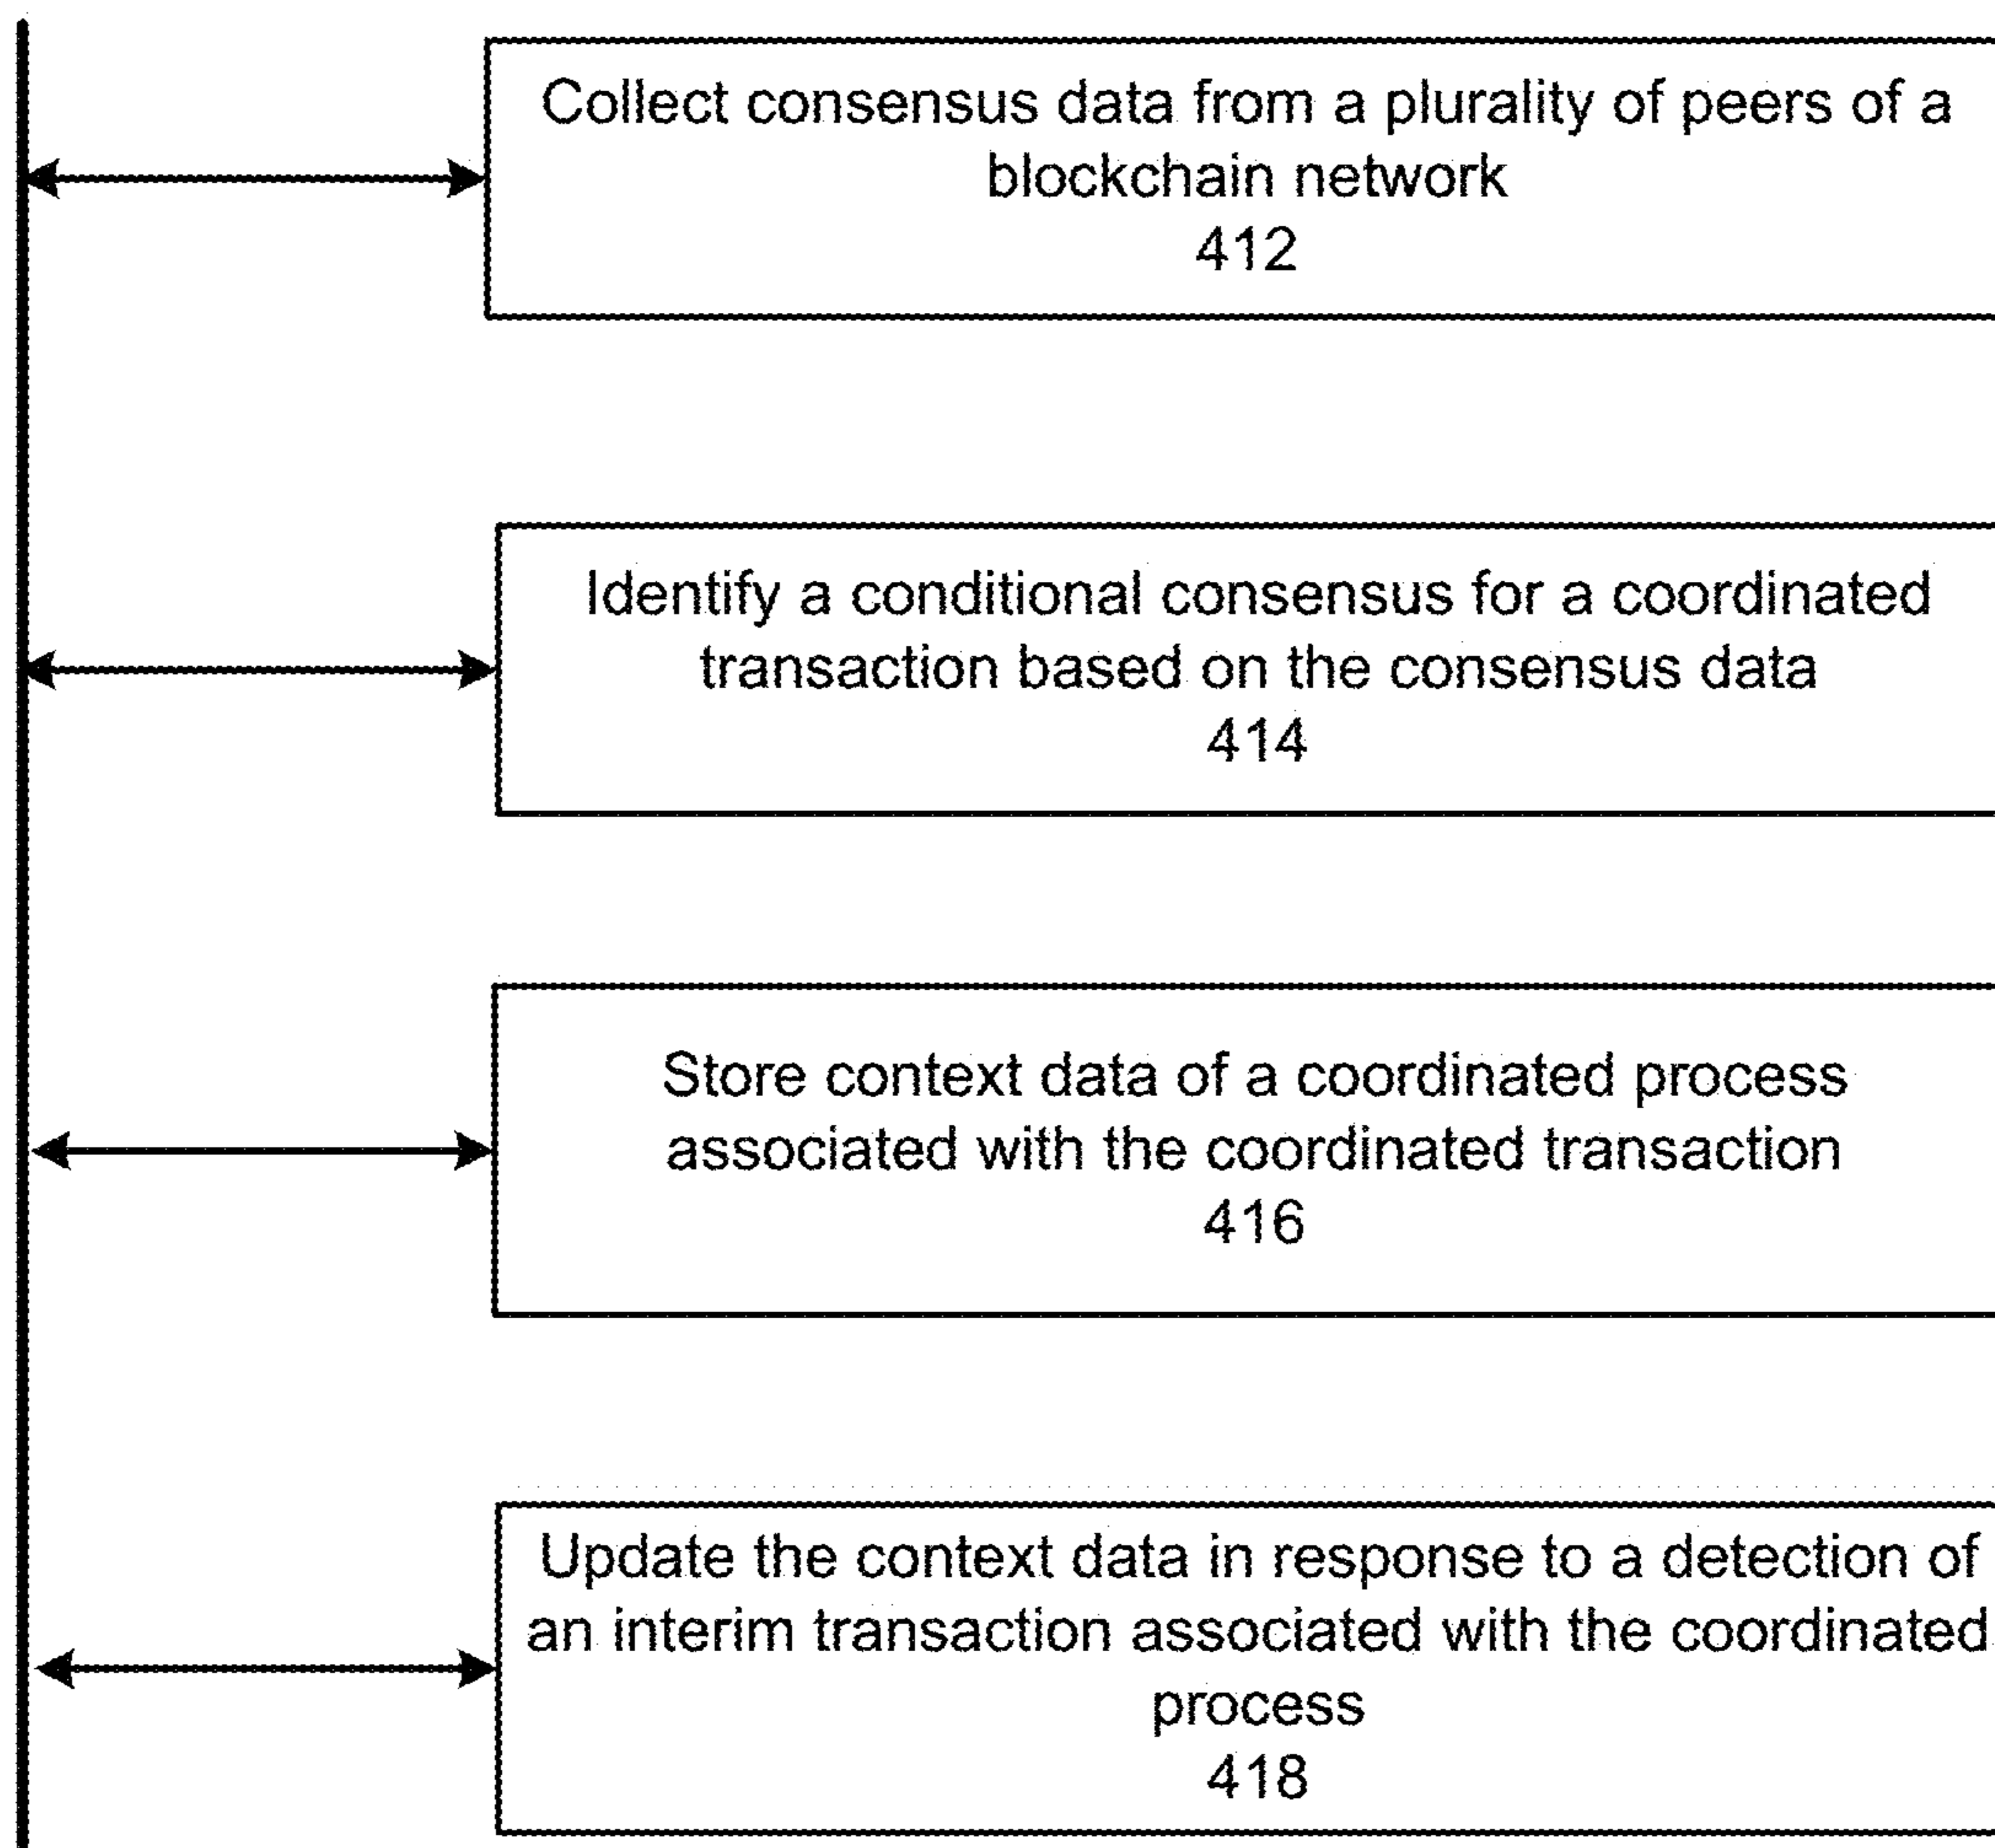 Collect consensus data from a plurality of peers of a
blockchain network
412
Identify a conditional consensus for a coordinated
transaction based on the consensus data
414
Store context data of a coordinated process
associated with the coordinated transaction
416
Update the context data in response to a detection of
an interim transaction associated with the coordinated
process
418